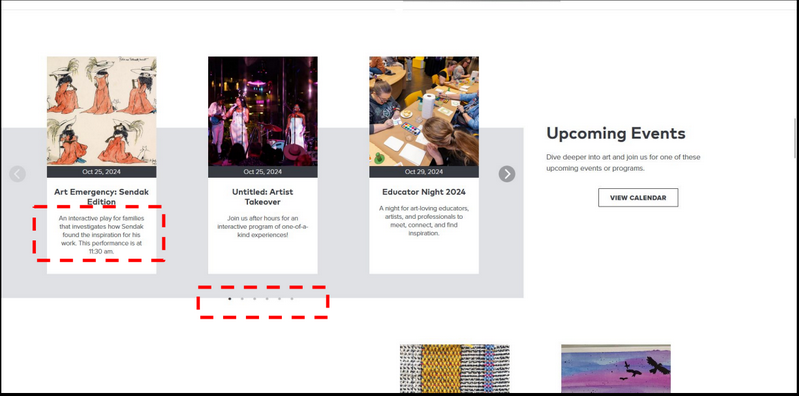 Oct 25, 2024
Art Emergency: Sendak
Edition
An interactive play for families
that investigates how Sendak
found the inspiration for his
work. This performance is at
11:30 am.
Oct 25, 2024
Untitled: Artist
Takeover
Join us after hours for an
interactive program of one-of-a-
kind experiences!
Oct 29, 2024
Educator Night 2024
A night for art-loving educators,
artists, and professionals to
meet, connect, and find
inspiration.
Upcoming Events
Dive deeper into art and join us for one of these
upcoming events or programs.
VIEW CALENDAR